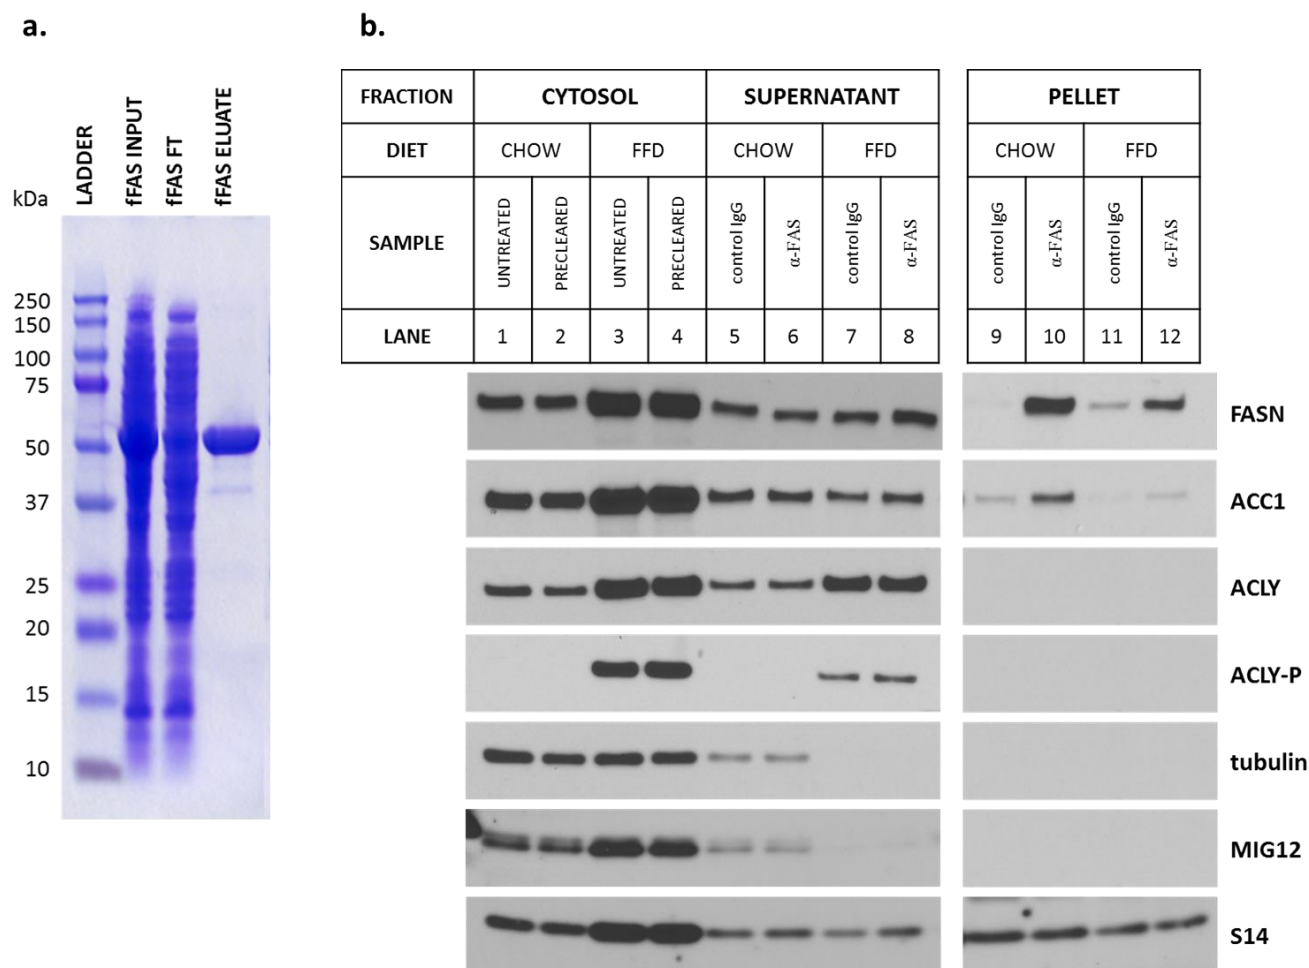 a.
kDa
LADDER
fFAS INPUT
fFAS FT
fFAS ELUATE
250
150
100
75
50
37
25
20
15
10
b.
FRACTION CYTOSOL SUPERNATANT PELLET
DIET CHOW FFD CHOW FFD CHOW FFD
SAMPLE UNTREATED PRECLEARED UNTREATED PRECLEARED control IgG α-FAS control IgG α-FAS control IgG α-FAS control IgG α-FAS
LANE 1 2 3 4 5 6 7 8 9 10 11 12
FASN
ACC1
ACLY
ACLY-P
tubulin
MIG12
S14